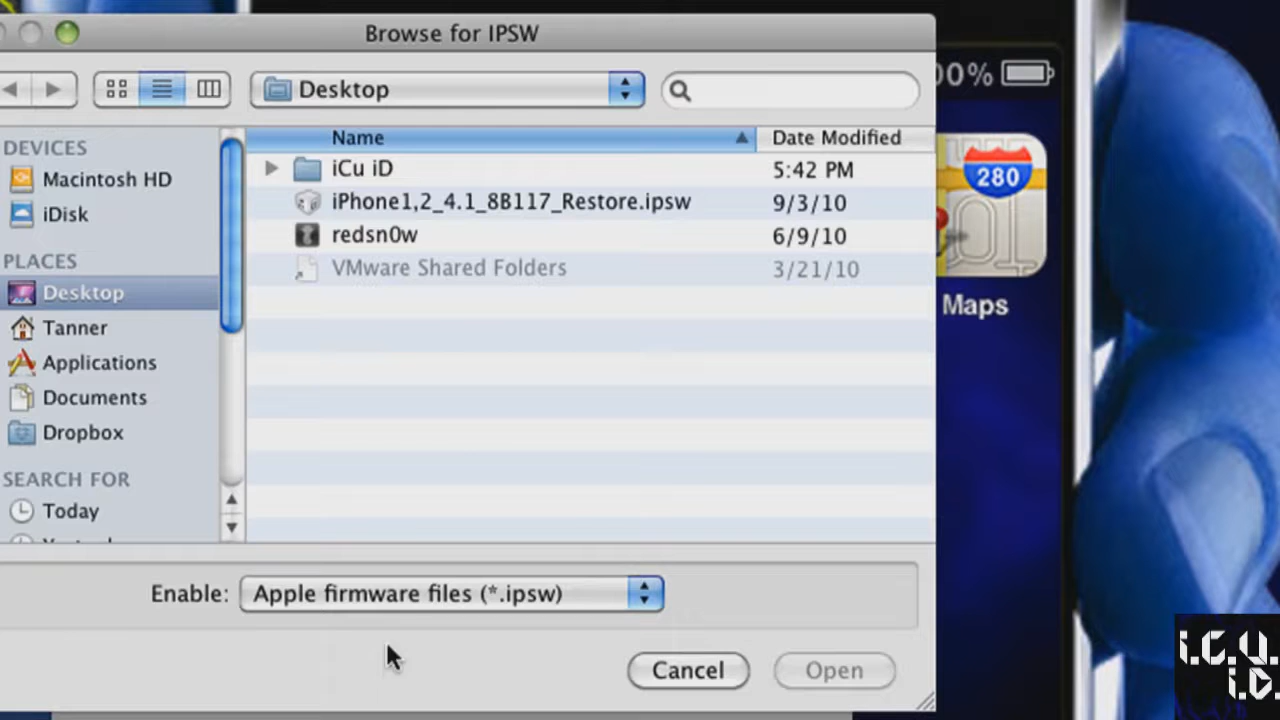 Browse for IPSW
Desktop
00%
Name
Date Modified
DEVICES
Macintosh HD
iDisk
PLACES
Desktop
Tanner
Applications
Documents
Dropbox
SEARCH FOR
Today
iCu iD 5:42 PM
iPhone1,2_4.1_8B117_Restore.ipsw 9/3/10
redsn0w 6/9/10
VMware Shared Folders 3/21/10
280
Maps
Enable: Apple firmware files (*.ipsw)
Cancel
Open
i.C.U.
i.D.